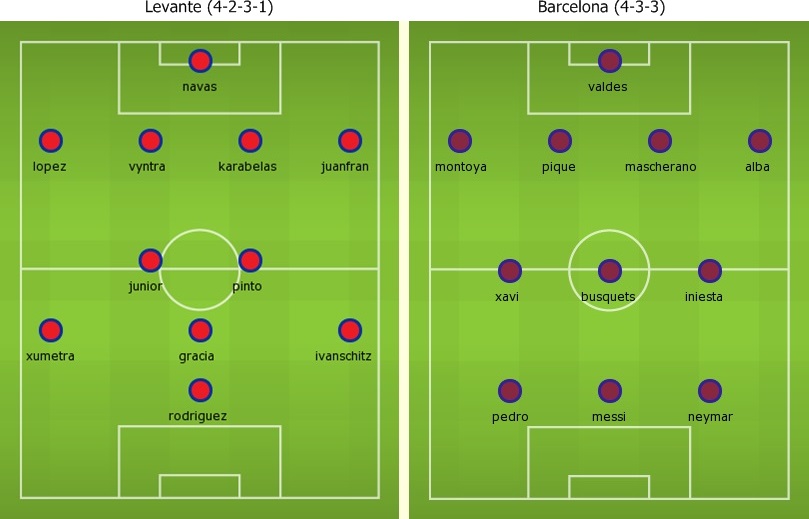 Levante (4-2-3-1)
navas
lopez vyntra karabelas juanfran
junior pinto
xumetra gracia ivanschitz
rodriguez
Barcelona (4-3-3)
valdes
montoya pique mascherano alba
xavi busquets iniesta
pedro messi neymar